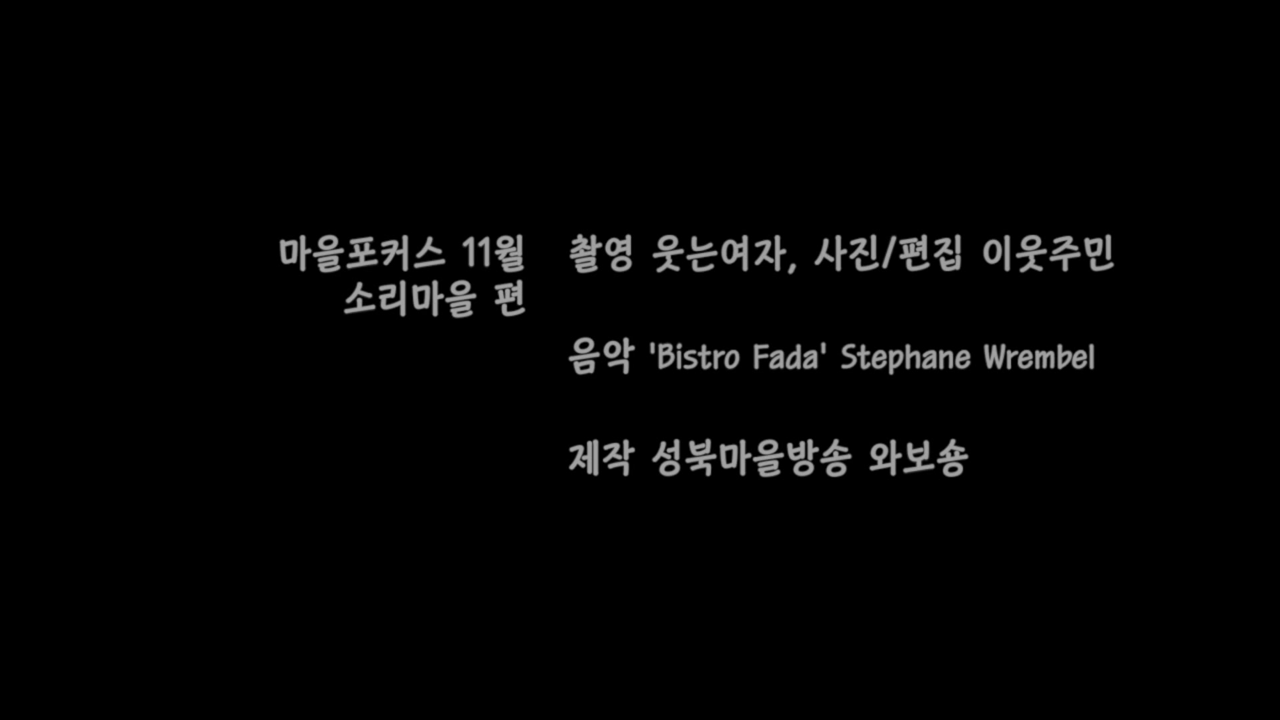 마을포커스 11월
소리마을 편
촬영 웃는여자, 사진/편집 이웃주민
음악 'Bistro Fada' Stephane Wrembel
제작 성북마을방송 와보숑